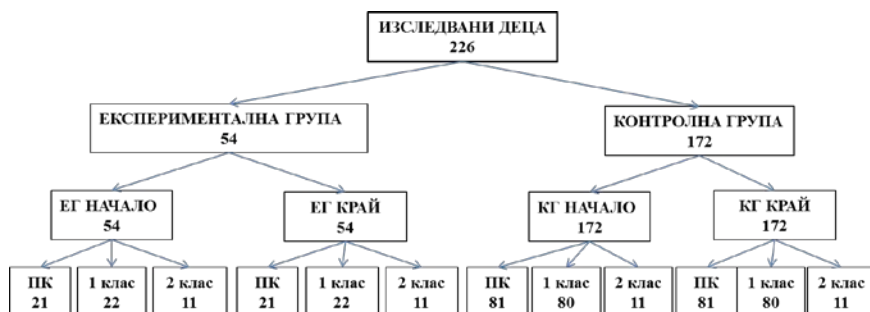 ИЗСЛЕДВАНИ ДЕЦА
226
ЕКСПЕРИМЕНТАЛНА ГРУПА
54
КОНТРОЛНА ГРУПА
172
ЕГ НАЧАЛО
54
ЕГ КРАЙ
54
КГ НАЧАЛО
172
КГ КРАЙ
172
ПК
21
1 клас
22
2 клас
11
ПК
21
1 клас
22
2 клас
11
ПК
81
1 клас
80
2 клас
11
ПК
81
1 клас
80
2 клас
11